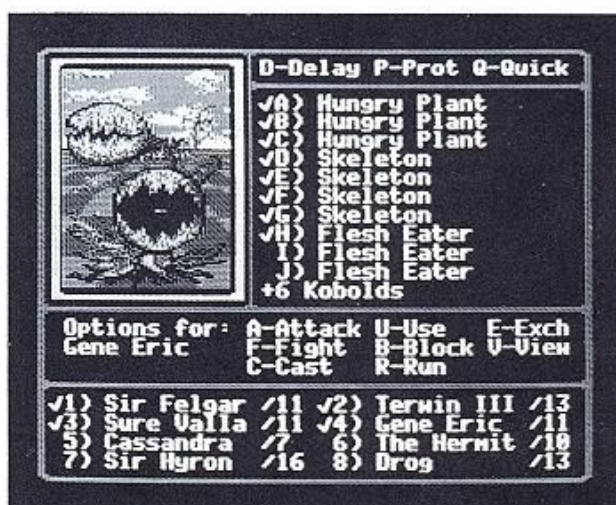 D-Delay P-Prot Q-Quick
√A) Hungry Plant
√B) Hungry Plant
√C) Hungry Plant
√D) Skeleton
√E) Skeleton
√F) Skeleton
√G) Skeleton
√H) Flesh Eater
I) Flesh Eater
J) Flesh Eater
+6 Kobolds
Options for: A-Attack U-Use E-Exch
Gene Eric F-Fight B-Block V-View
C-Cast R-Run
√1) Sir Felgar /11 √2) Terwin III /13
√3) Sure Valla /11 √4) Gene Eric /11
5) Cassandra /7 6) The Hermit /10
7) Sir Hyron /16 8) Drog /13